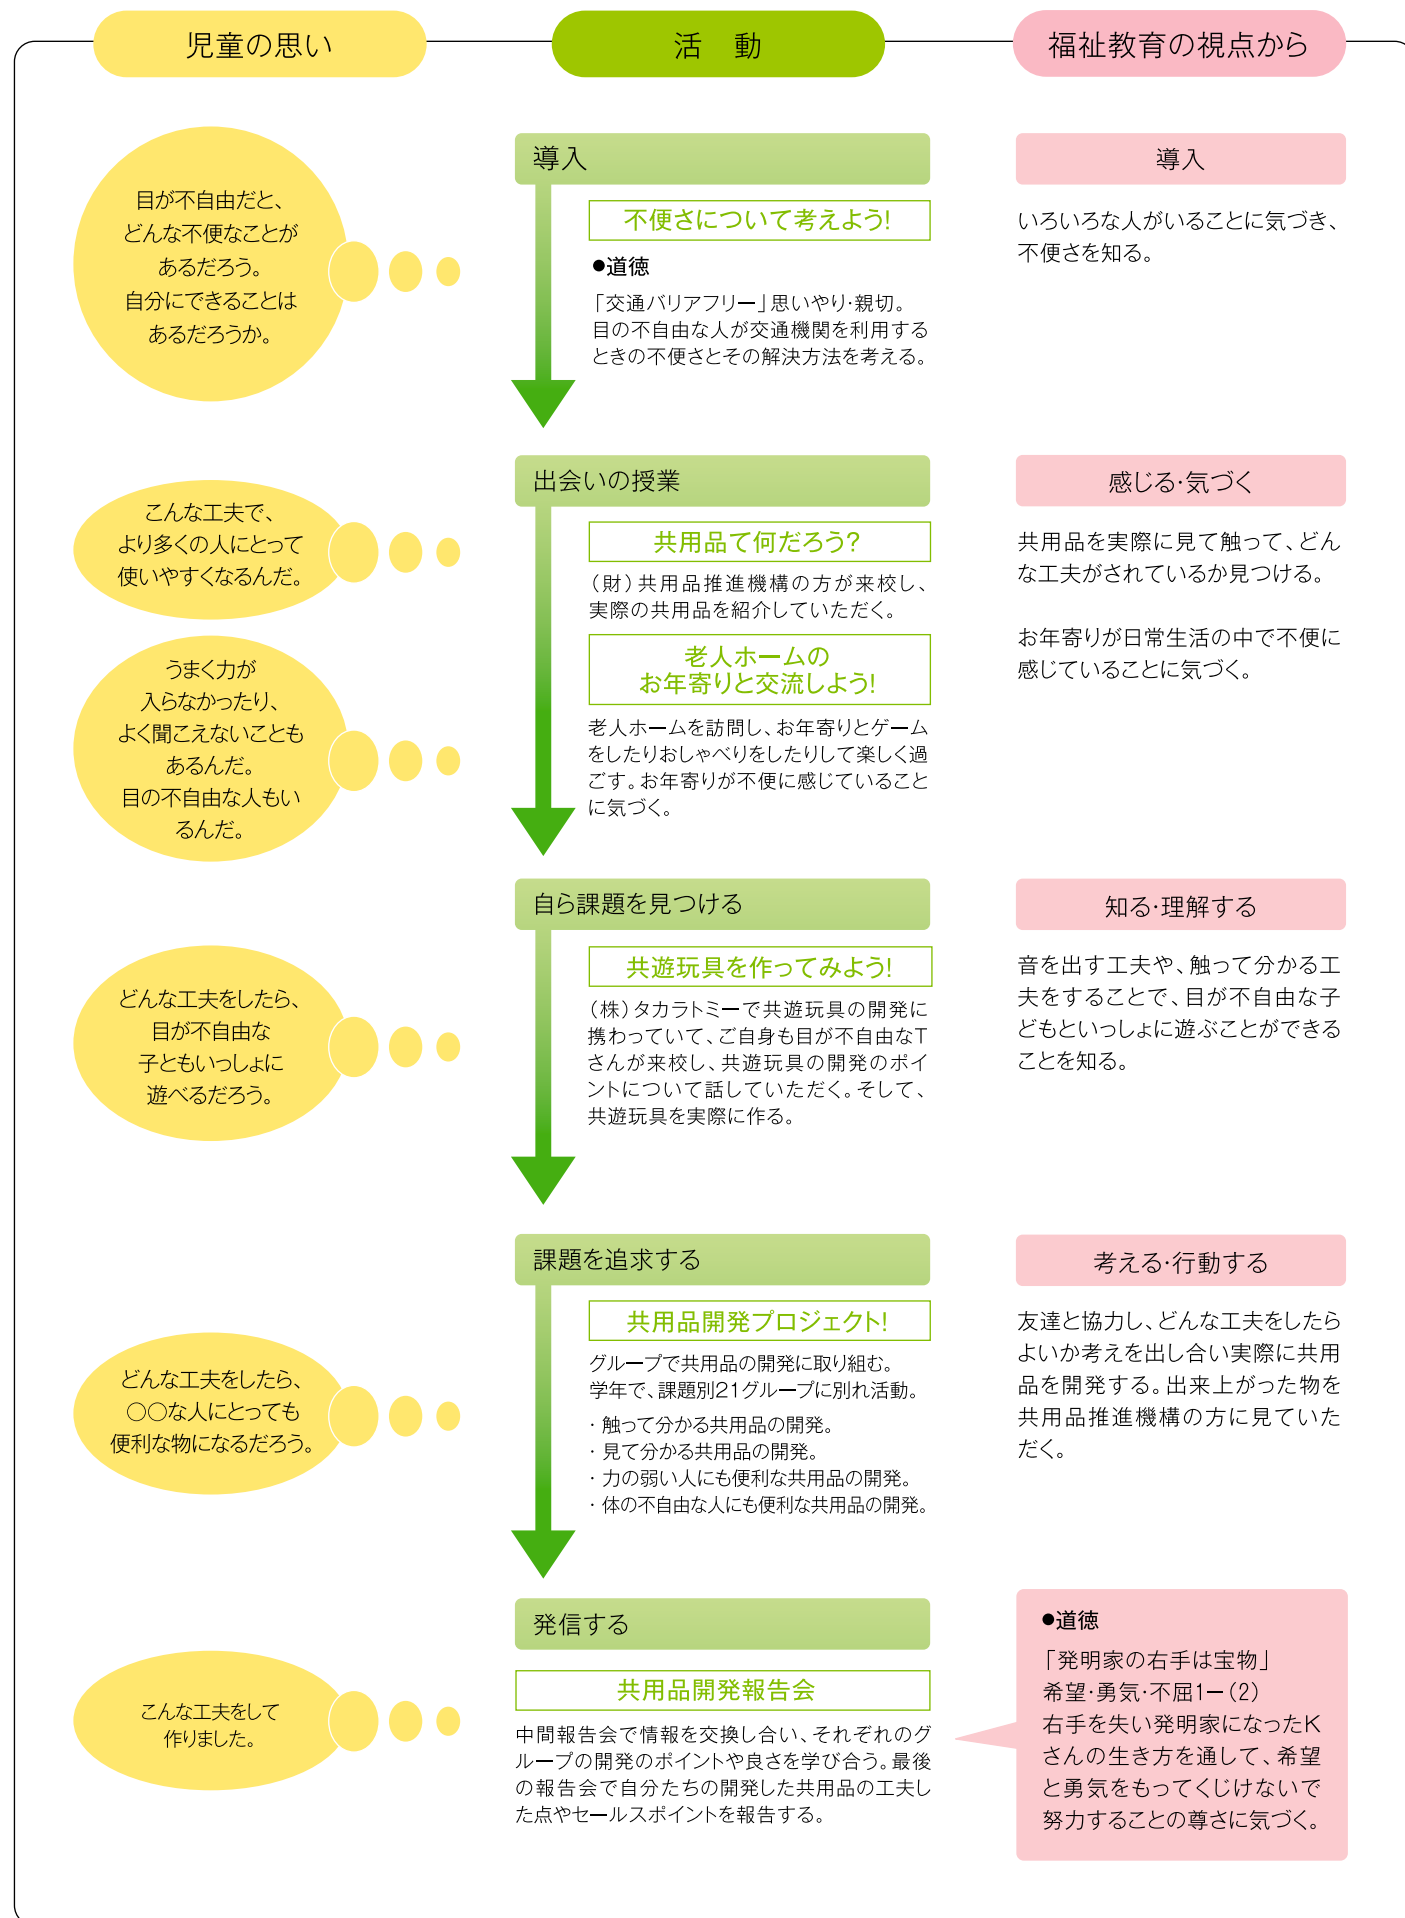 児童の思い
活　動
福祉教育の視点から
目が不自由だと、
どんな不便なことが
あるだろう。
自分にできることは
あるだろうか。
導入
不便さについて考えよう!
●道徳
「交通バリアフリー」思いやり・親切。
目の不自由な人が交通機関を利用する
ときの不便さとその解決方法を考える。
導入
いろいろな人がいることに気づき、
不便さを知る。
こんな工夫で、
より多くの人にとって
使いやすくなるんだ。
うまく力が
入らなかったり、
よく聞こえないことも
あるんだ。
目の不自由な人もい
るんだ。
出会いの授業
共用品て何だろう?
（財）共用品推進機構の方が来校し、
実際の共用品を紹介していただく。
老人ホームの
お年寄りと交流しよう!
老人ホームを訪問し、お年寄りとゲーム
をしたりおしゃべりをしたりして楽しく過
ごす。お年寄りが不便に感じていること
に気づく。
感じる・気づく
共用品を実際に見て触って、どん
な工夫がされているか見つける。
お年寄りが日常生活の中で不便に
感じていることに気づく。
どんな工夫をしたら、
目が不自由な
子ともいっしょに
遊べるだろう。
自ら課題を見つける
共遊玩具を作ってみよう!
（株）タカラトミーで共遊玩具の開発に
携わっていて、ご自身も目が不自由なT
さんが来校し、共遊玩具の開発のポイ
ントについて話していただく。そして、
共遊玩具を実際に作る。
知る・理解する
音を出す工夫や、触って分かる工
夫をすることで、目が不自由な子
どもといっしょに遊ぶことができる
ことを知る。
どんな工夫をしたら、
○○な人にとっても
便利な物になるだろう。
課題を追求する
共用品開発プロジェクト!
グループで共用品の開発に取り組む。
学年で、課題別21グループに別れ活動。
・触って分かる共用品の開発。
・見て分かる共用品の開発。
・力の弱い人にも便利な共用品の開発。
・体の不自由な人にも便利な共用品の開発。
考える・行動する
友達と協力し、どんな工夫をしたら
よいか考えを出し合い実際に共用
品を開発する。出来上がった物を
共用品推進機構の方に見ていた
だく。
こんな工夫をして
作りました。
発信する
共用品開発報告会
中間報告会で情報を交換し合い、それぞれのグ
ループの開発のポイントや良さを学び合う。最後
の報告会で自分たちの開発した共用品の工夫し
た点やセールスポイントを報告する。
●道徳
「発明家の右手は宝物」
希望・勇気・不屈1ー（2）
右手を失い発明家になったK
さんの生き方を通して、希望
と勇気をもってくじけないで
努力することの尊さに気づく。